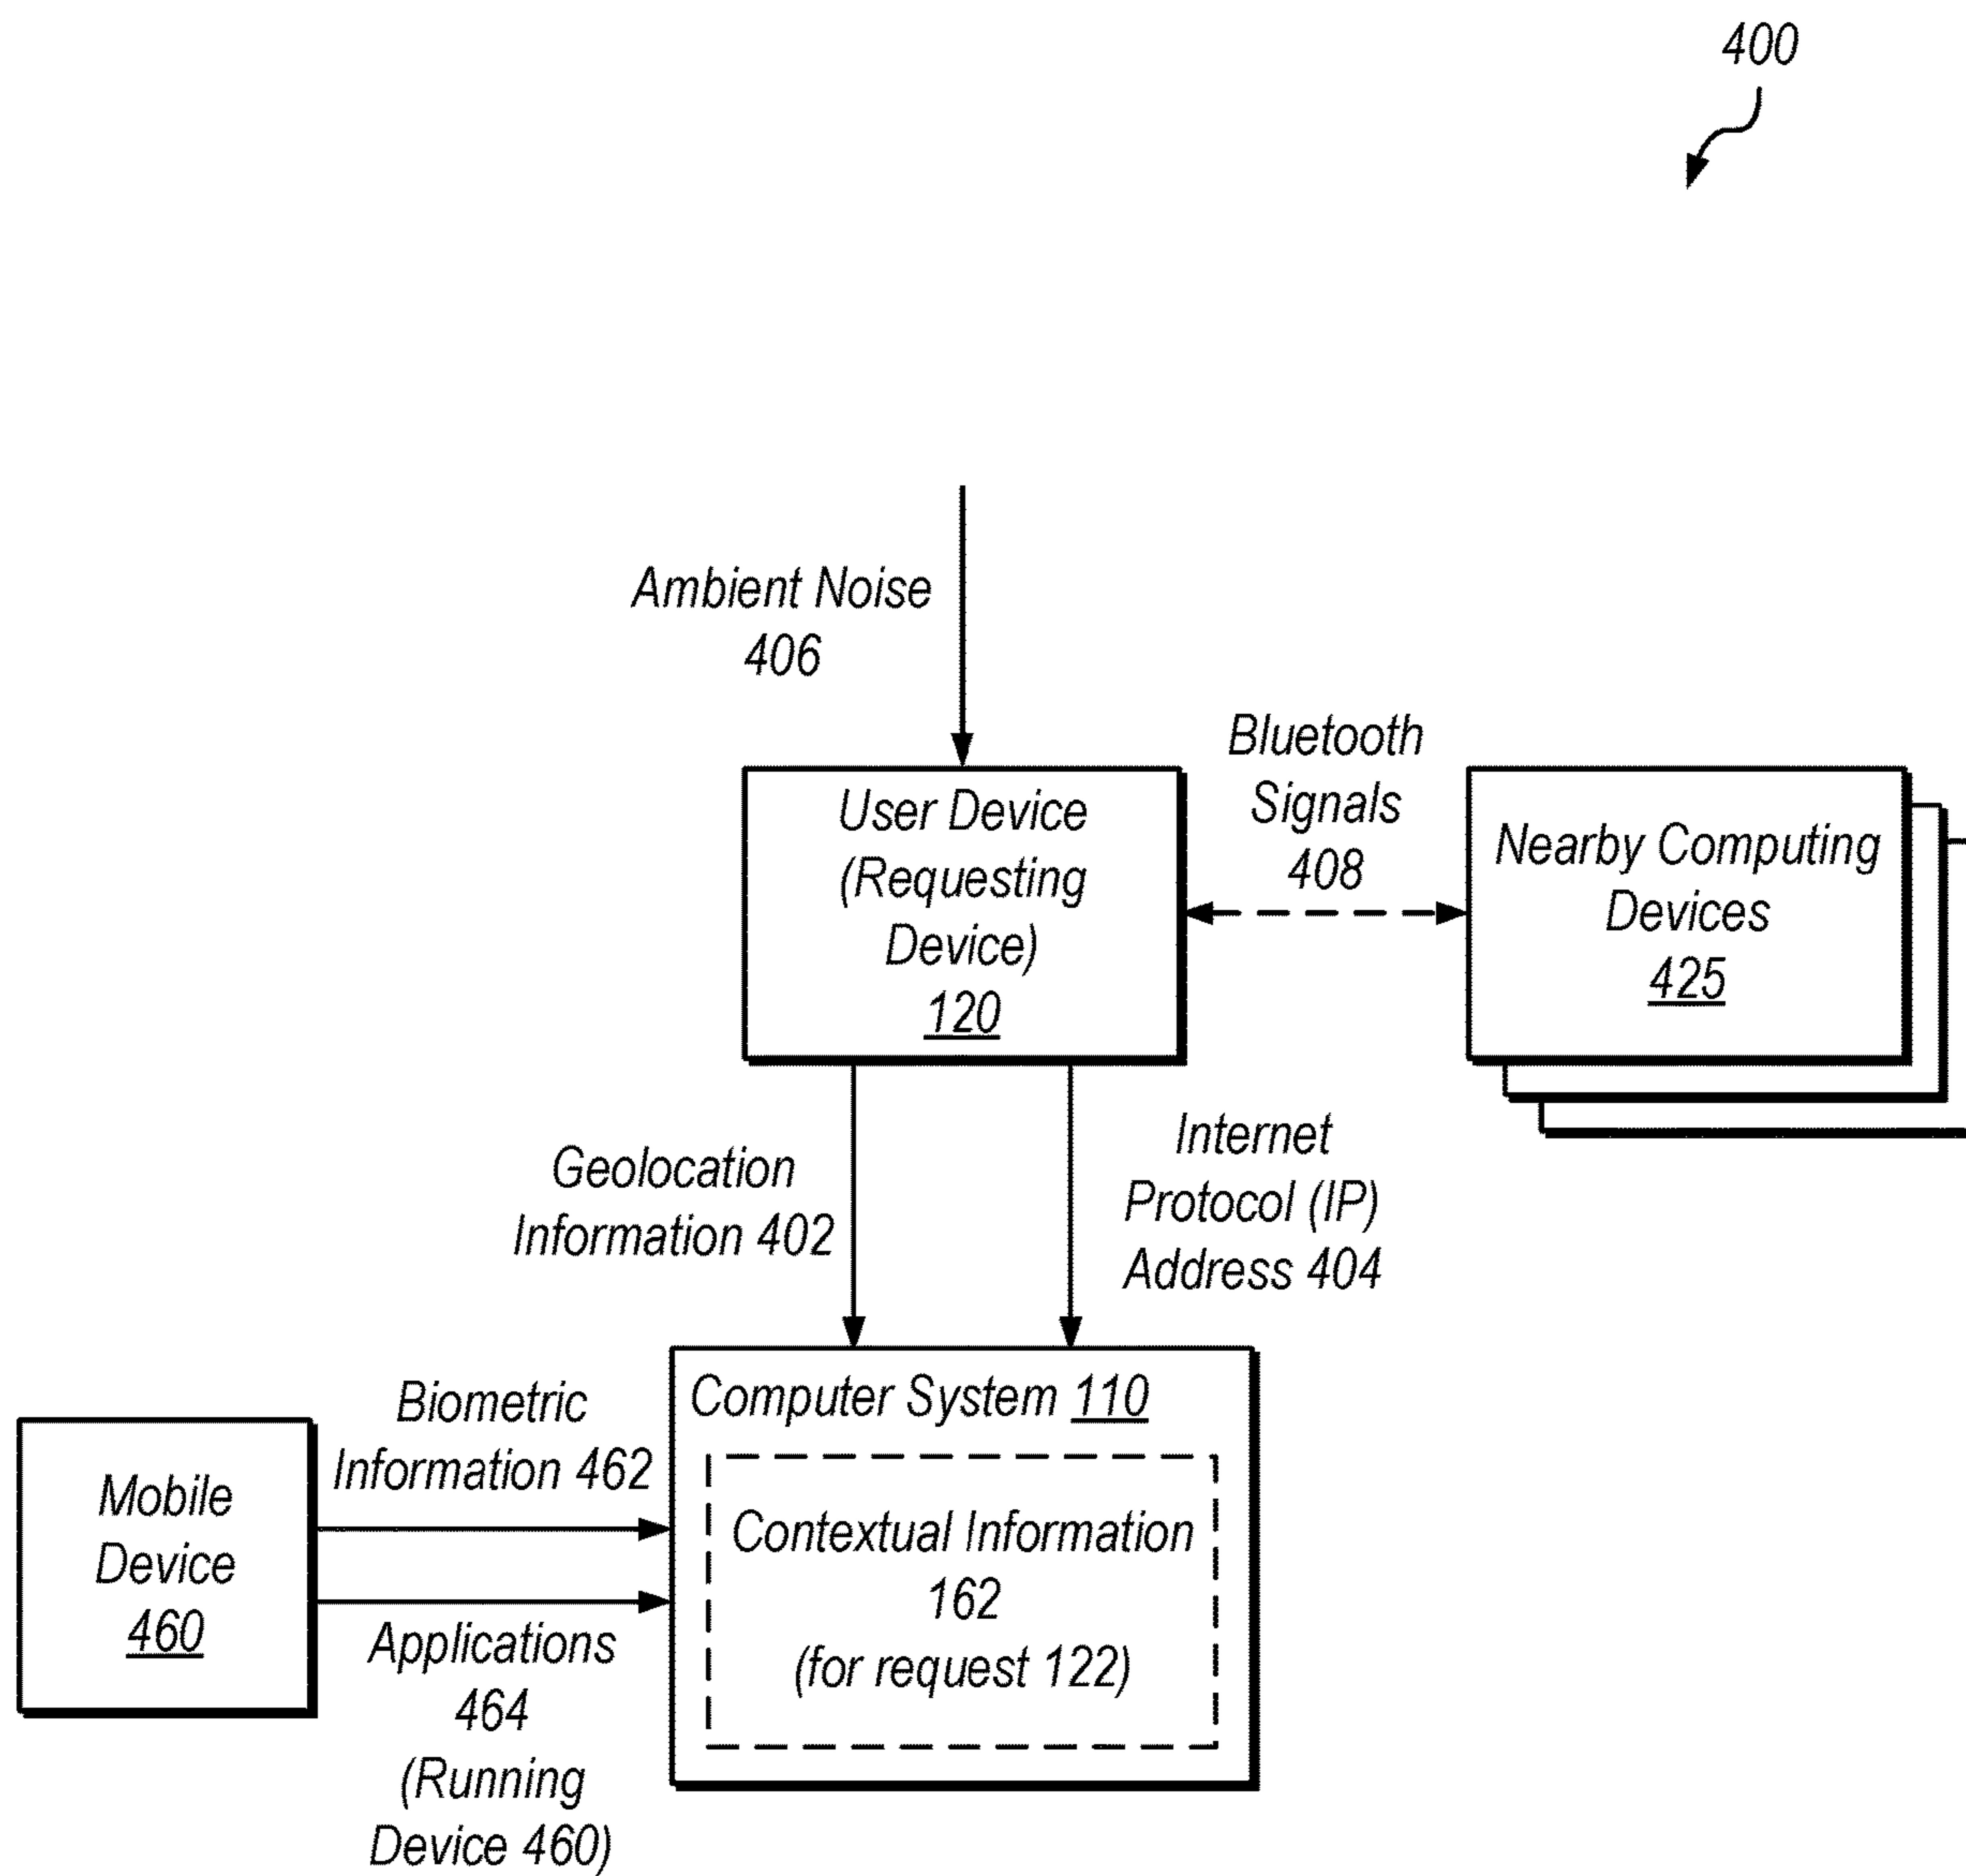 400
Ambient Noise
406
Bluetooth
Signals
408
User Device
(Requesting
Device)
120
Nearby Computing
Devices
425
Geolocation
Information 402
Internet
Protocol (IP)
Address 404
Computer System 110
Contextual Information
162
(for request 122)
Biometric
Information 462
Mobile
Device
460
Applications
464
(Running
Device 460)